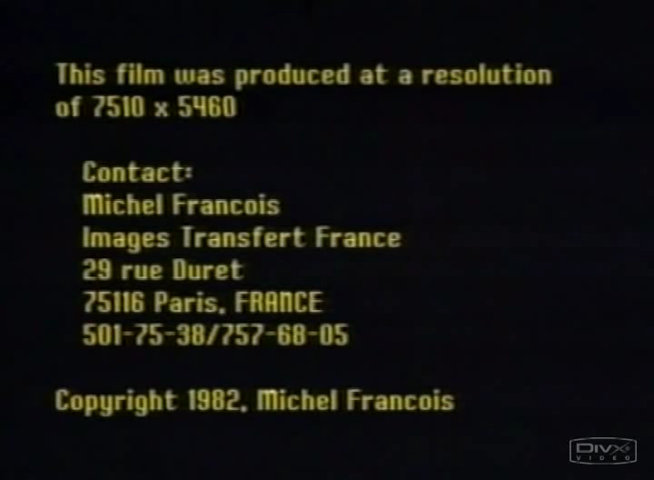 This film was produced at a resolution
of 7510 x 5460
Contact:
Michel Francois
Images Transfert France
29 rue Duret
75116 Paris, FRANCE
501-75-38/757-68-05
Copyright 1982, Michel Francois
DivX
VIDEO